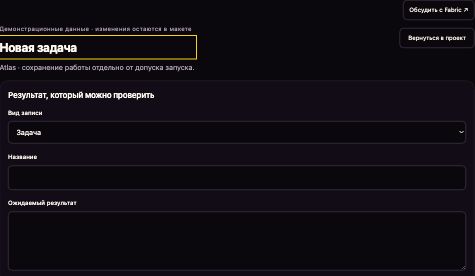 Обсудить с Fabric ↗
Демонстрационные данные · изменения остаются в макете
Новая задача
Вернуться в проект
Atlas · сохранение работы отдельно от допуска запуска.
Результат, который можно проверить
Вид записи
Задача
Название
Ожидаемый результат